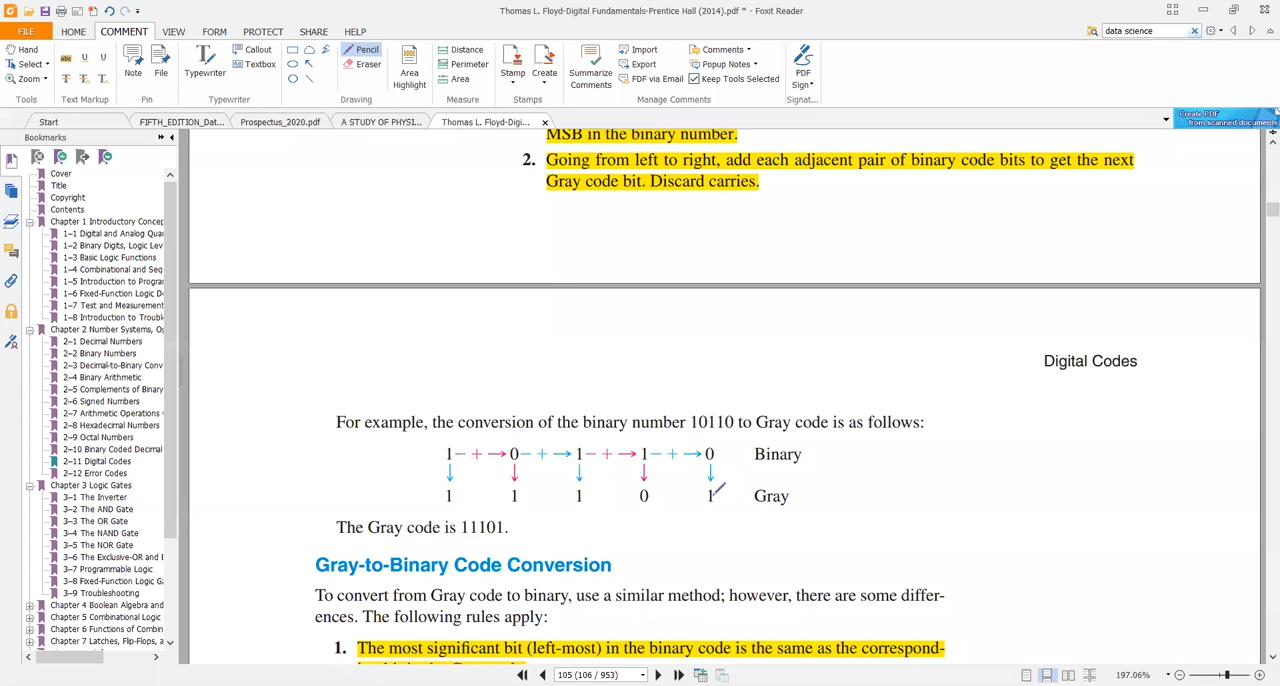 Thomas L. Floyd-Digital Fundamentals-Prentice Hall (2014).pdf * - Foxit Reader
FILE HOME COMMENT VIEW FORM PROTECT SHARE HELP data science
Hand
Select
Zoom
Tools
Text Markup
Note File
Pin
Typewriter
Callout
Textbox
Typewriter
Pencil
Eraser
Drawing
Area Highlight
Distance
Perimeter
Area
Measure
Stamp Create
Stamps
Summarize Comments
Import
Export
FDF via Email
Comments
Popup Notes
Keep Tools Selected
Manage Comments
PDF Sign
Signat...
Start FIFTH_EDITION_Dat... Prospectus_2020.pdf A STUDY OF PHYSI... Thomas L. Floyd-Digi...
Create PDF
from scanned documents
Bookmarks
Cover
Title
Copyright
Contents
Chapter 1 Introductory Concep
1-1 Digital and Analog Qua
1-2 Binary Digits, Logic Lev
1-3 Basic Logic Functions
1-4 Combinational and Seq
1-5 Introduction to Progra
1-6 Fixed-Function Logic D
1-7 Test and Measurement
1-8 Introduction to Troubl
Chapter 2 Number Systems, Op
2-1 Decimal Numbers
2-2 Binary Numbers
2-3 Decimal-to-Binary Conv
2-4 Binary Arithmetic
2-5 Complements of Binary
2-6 Signed Numbers
2-7 Arithmetic Operations
2-8 Hexadecimal Numbers
2-9 Octal Numbers
2-10 Binary Coded Decimal
2-11 Digital Codes
2-12 Error Codes
Chapter 3 Logic Gates
3-1 The Inverter
3-2 The AND Gate
3-3 The OR Gate
3-4 The NAND Gate
3-5 The NOR Gate
3-6 The Exclusive-OR and E
3-7 Programmable Logic
3-8 Fixed-Function Logic Ga
3-9 Troubleshooting
Chapter 4 Boolean Algebra and
Chapter 5 Combinational Logic
Chapter 6 Functions of Combin
Chapter 7 Latches, Flip-Flops, a
MSB in the binary number.
2. Going from left to right, add each adjacent pair of binary code bits to get the next
Gray code bit. Discard carries.
Digital Codes
For example, the conversion of the binary number 10110 to Gray code is as follows:
1 – + → 0 – + → 1 – + → 1 – + → 0 Binary
1 1 1 0 1 Gray
The Gray code is 11101.
Gray-to-Binary Code Conversion
To convert from Gray code to binary, use a similar method; however, there are some differ-
ences. The following rules apply:
1. The most significant bit (left-most) in the binary code is the same as the correspond-
105 (106 / 953) 197.06%